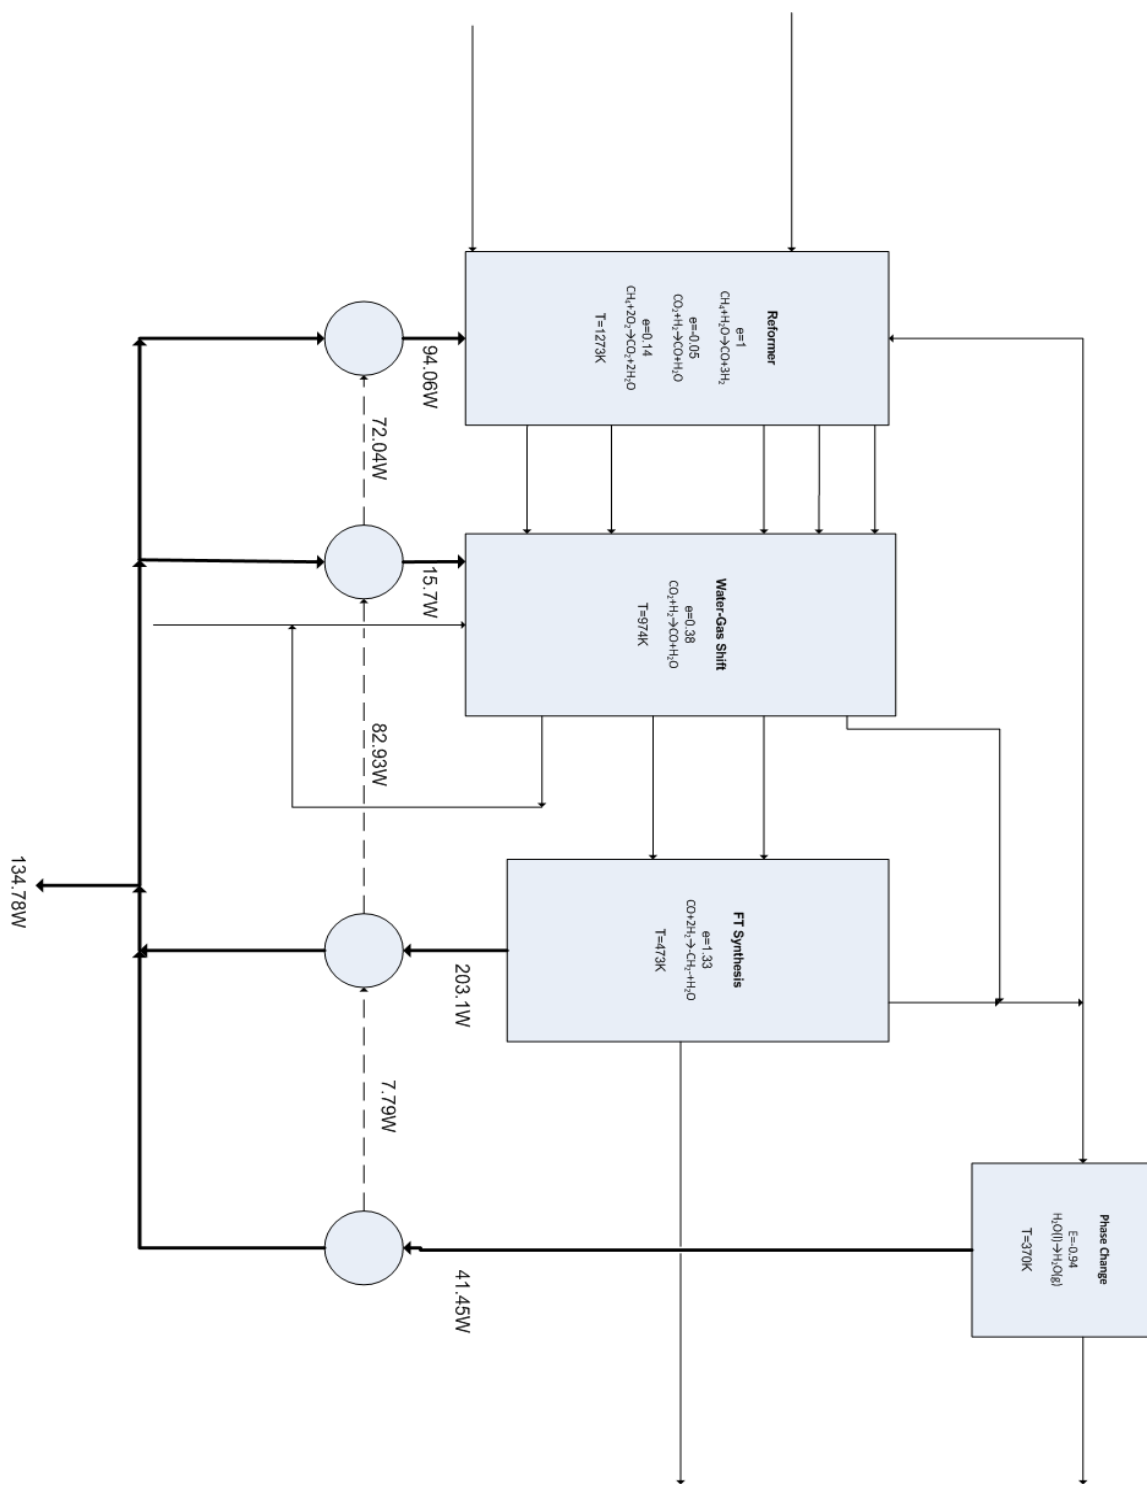 Reformer
e=1
CH₄+H₂O→CO+3H₂
e=-0.05
CO₂+H₂→CO+H₂O
e=0.14
CH₄+2O₂→CO₂+2H₂O
T=1273K
94.06W
72.04W
Water-Gas Shift
e=0.38
CO₂+H₂→CO+H₂O
T=974K
15.7W
82.93W
FT Synthesis
e=1.33
CO+2H₂→-CH₂-+H₂O
T=473K
203.1W
134.78W
7.79W
Phase Change
E=-0.94
H₂O(l)→H₂O(g)
T=370K
41.45W